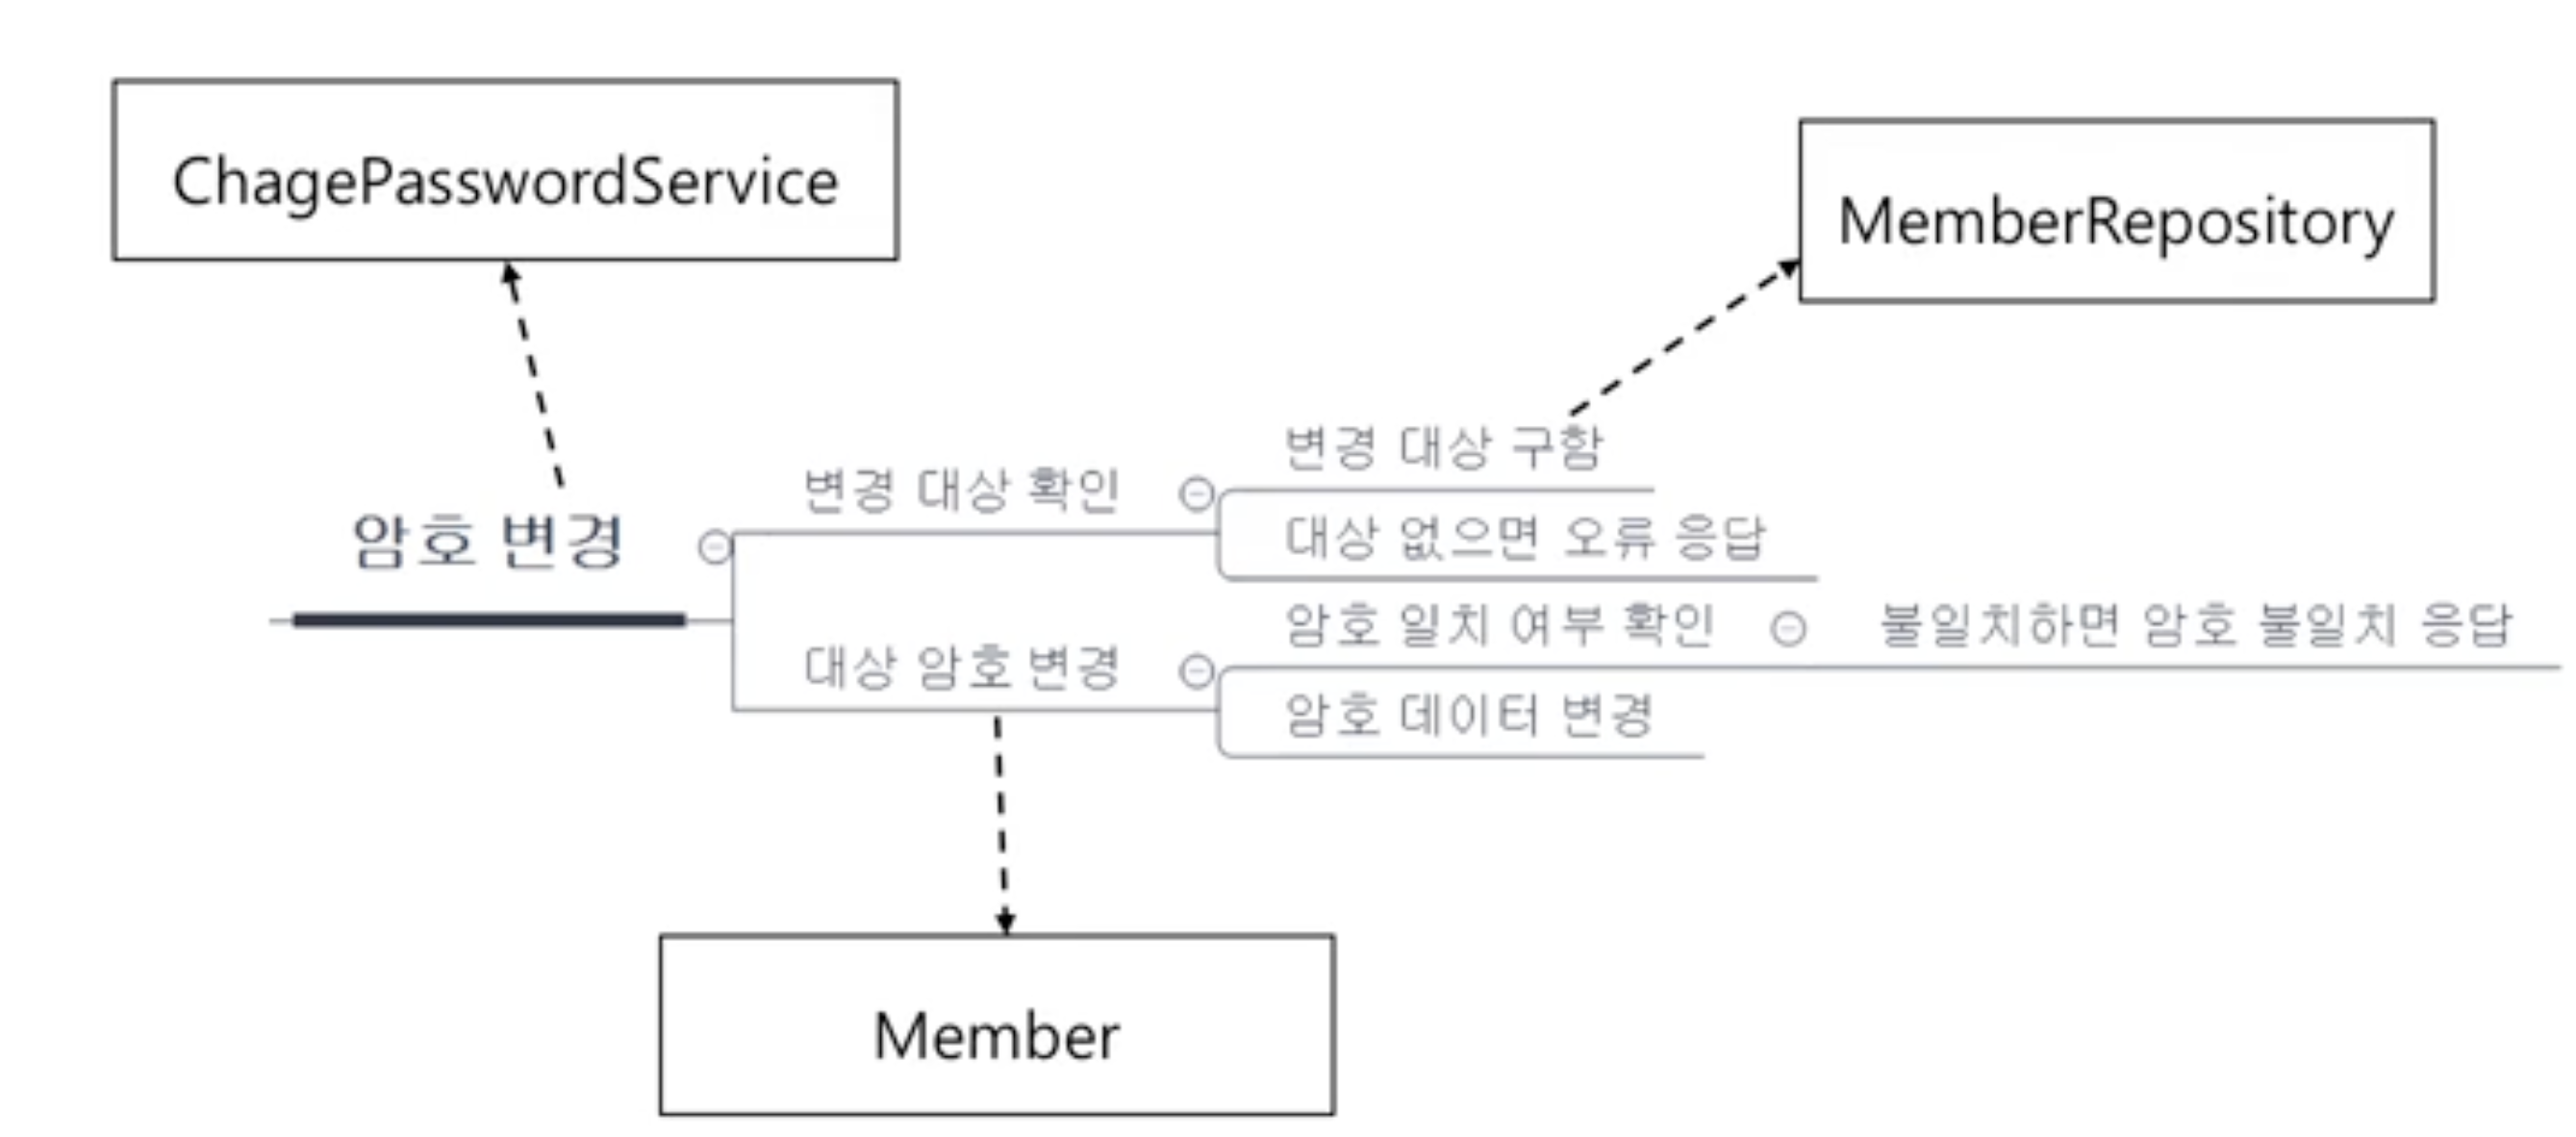 ChagePasswordService
MemberRepository
변경 대상 구함
변경 대상 확인
대상 없으면 오류 응답
암호 변경
암호 일치 여부 확인
불일치하면 암호 불일치 응답
대상 암호 변경
암호 데이터 변경
Member